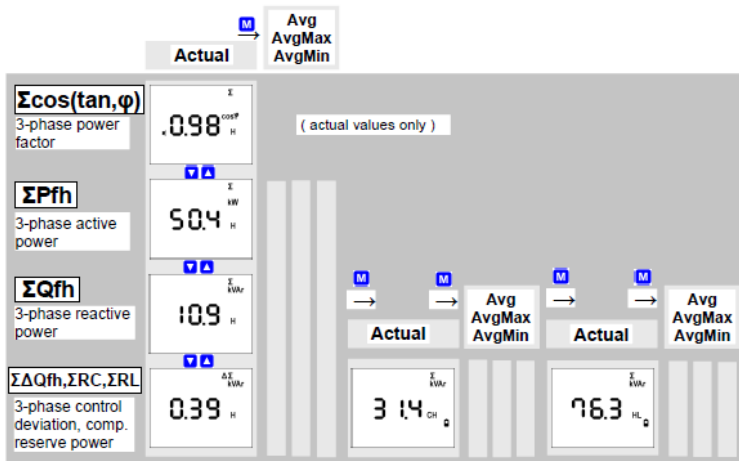 M
→
Avg
AvgMax
AvgMin
Actual
Σcos(tan,φ)
3-phase power
factor
Σ
.0.98 cosφ
H
( actual values only )
▼ ▲
ΣPfh
3-phase active
power
Σ
kW
50.4 H
▼ ▲
ΣQfh
3-phase reactive
power
Σ
kVAr
10.9 H
▼ ▲
M M M M
→ → → →
Actual
Avg
AvgMax
AvgMin
Actual
Avg
AvgMax
AvgMin
ΣΔQfh,ΣRC,ΣRL
3-phase control
deviation, comp.
reserve power
ΔΣ
kVAr
0.39 H
Σ
kVAr
31.4 CH
Σ
kVAr
76.3 HL